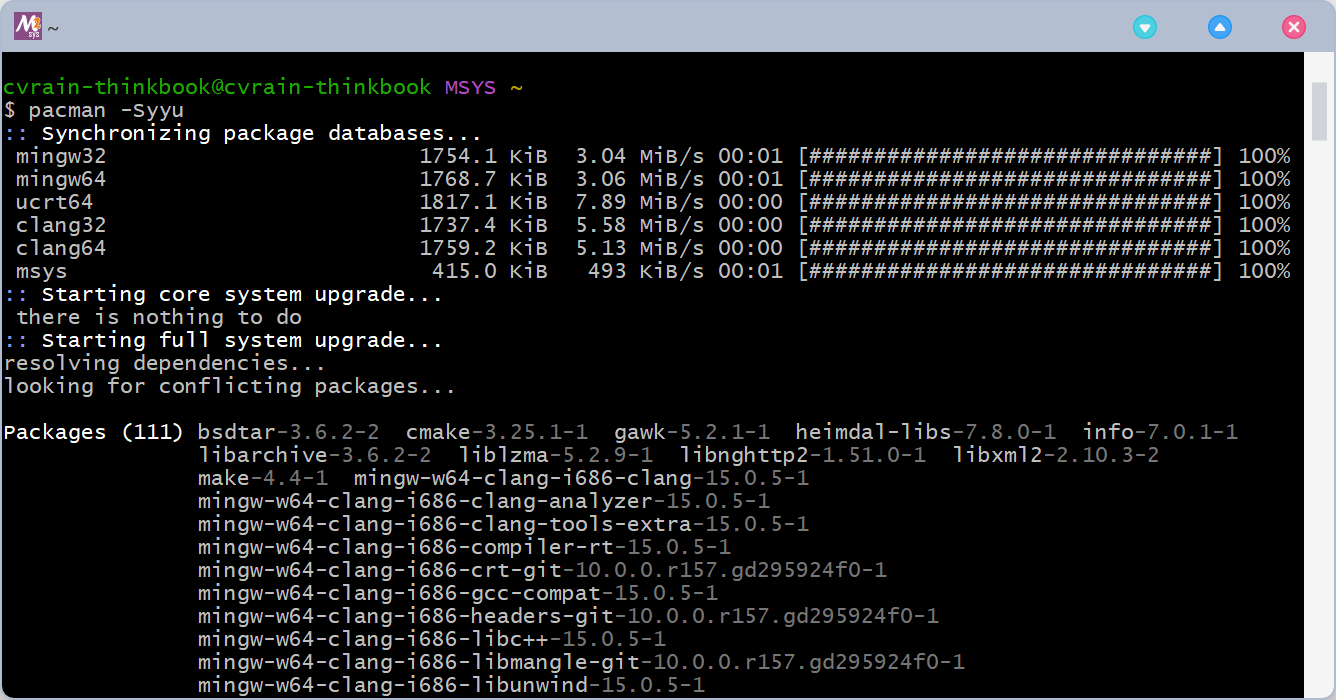 M2 sys ~
cvrain-thinkbook@cvrain-thinkbook MSYS ~
$ pacman -Syyu
:: Synchronizing package databases...
mingw32 1754.1 KiB 3.04 MiB/s 00:01 [###############################] 100%
mingw64 1768.7 KiB 3.06 MiB/s 00:01 [###############################] 100%
ucrt64 1817.1 KiB 7.89 MiB/s 00:00 [###############################] 100%
clang32 1737.4 KiB 5.58 MiB/s 00:00 [###############################] 100%
clang64 1759.2 KiB 5.13 MiB/s 00:00 [###############################] 100%
msys 415.0 KiB 493 KiB/s 00:01 [###############################] 100%
:: Starting core system upgrade...
there is nothing to do
:: Starting full system upgrade...
resolving dependencies...
looking for conflicting packages...
Packages (111) bsdtar-3.6.2-2 cmake-3.25.1-1 gawk-5.2.1-1 heimdal-libs-7.8.0-1 info-7.0.1-1
libarchive-3.6.2-2 liblzma-5.2.9-1 libnghttp2-1.51.0-1 libxml2-2.10.3-2
make-4.4-1 mingw-w64-clang-i686-clang-15.0.5-1
mingw-w64-clang-i686-clang-analyzer-15.0.5-1
mingw-w64-clang-i686-clang-tools-extra-15.0.5-1
mingw-w64-clang-i686-compiler-rt-15.0.5-1
mingw-w64-clang-i686-crt-git-10.0.0.r157.gd295924f0-1
mingw-w64-clang-i686-gcc-compat-15.0.5-1
mingw-w64-clang-i686-headers-git-10.0.0.r157.gd295924f0-1
mingw-w64-clang-i686-libc++-15.0.5-1
mingw-w64-clang-i686-libmangle-git-10.0.0.r157.gd295924f0-1
mingw-w64-clang-i686-libunwind-15.0.5-1